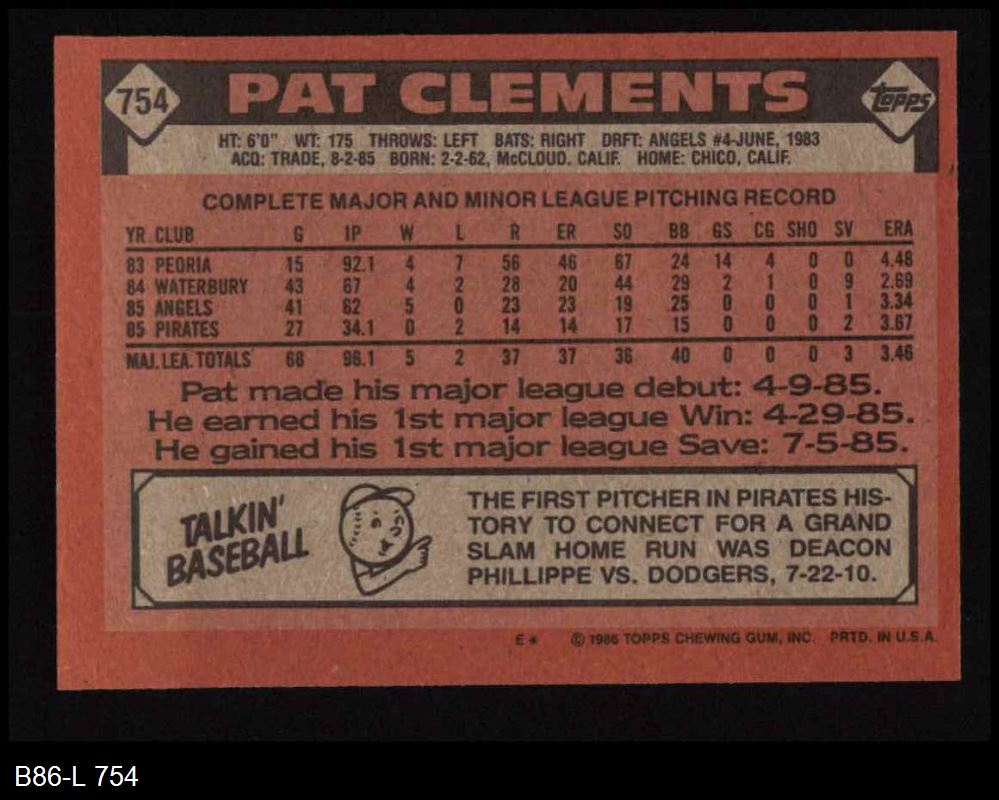 754
PAT CLEMENTS
TOPPS
HT: 6'0" WT: 175 THROWS: LEFT BATS: RIGHT DRFT: ANGELS #4-JUNE, 1983
ACQ: TRADE, 8-2-85 BORN: 2-2-62, McCLOUD. CALIF. HOME: CHICO, CALIF.
COMPLETE MAJOR AND MINOR LEAGUE PITCHING RECORD
YR CLUB G IP W L R ER SO BB GS CG SHO SV ERA
83 PEORIA 15 92.1 4 7 56 46 67 24 14 4 0 0 4.48
84 WATERBURY 43 67 4 2 28 20 44 29 2 1 0 9 2.69
85 ANGELS 41 62 5 0 23 23 19 25 0 0 0 1 3.34
85 PIRATES 27 34.1 0 2 14 14 17 15 0 0 0 2 3.67
MAJ. LEA. TOTALS 68 96.1 5 2 37 37 36 40 0 0 0 3 3.46
Pat made his major league debut: 4-9-85.
He earned his 1st major league Win: 4-29-85.
He gained his 1st major league Save: 7-5-85.
TALKIN'
BASEBALL
THE FIRST PITCHER IN PIRATES HIS-
TORY TO CONNECT FOR A GRAND
SLAM HOME RUN WAS DEACON
PHILLIPPE VS. DODGERS, 7-22-10.
E* © 1986 TOPPS CHEWING GUM, INC. PRTD. IN U.S.A.
B86-L 754